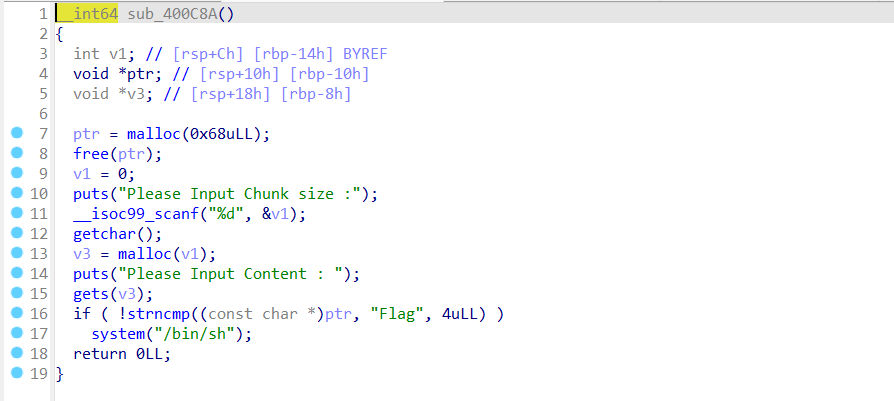 1 __int64 sub_400C8A()
2 {
3 int v1; // [rsp+Ch] [rbp-14h] BYREF
4 void *ptr; // [rsp+10h] [rbp-10h]
5 void *v3; // [rsp+18h] [rbp-8h]
6
7 ptr = malloc(0x68uLL);
8 free(ptr);
9 v1 = 0;
10 puts("Please Input Chunk size :");
11 __isoc99_scanf("%d", &v1);
12 getchar();
13 v3 = malloc(v1);
14 puts("Please Input Content : ");
15 gets(v3);
16 if ( !strncmp((const char *)ptr, "Flag", 4uLL) )
17 system("/bin/sh");
18 return 0LL;
19 }